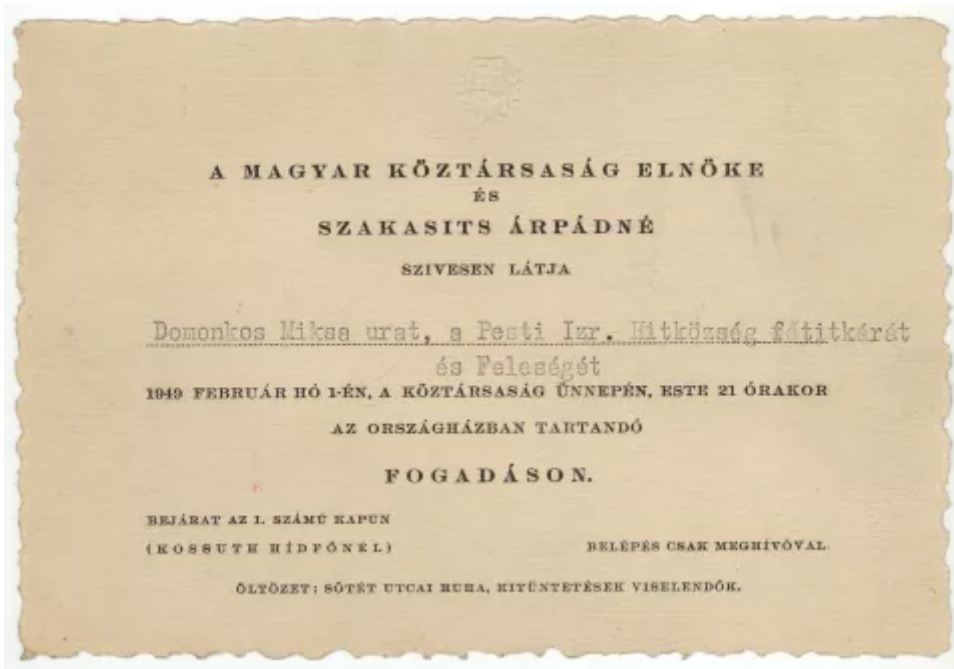 A MAGYAR KÖZTÁRSASÁG ELNÖKE
ÉS
SZAKASITS ÁRPÁDNÉ
SZIVESEN LÁTJA
Domonkos Miksa urat, a Pesti Izr. Hitközség főtitkárát
és Feleségét
1949 FEBRUÁR HÓ 1-ÉN, A KÖZTÁRSASÁG ÜNNEPÉN, ESTE 21 ÓRAKOR
AZ ORSZÁGHÁZBAN TARTANDÓ
FOGADÁSON.
BEJÁRAT AZ I. SZÁMÚ KAPUN
(KOSSUTH HÍDFŐNÉL)
BELÉPÉS CSAK MEGHÍVÓVAL.
ÖLTÖZET: SÖTÉT UTCAI RUHA, KITÜNTETÉSEK VISELENDŐK.